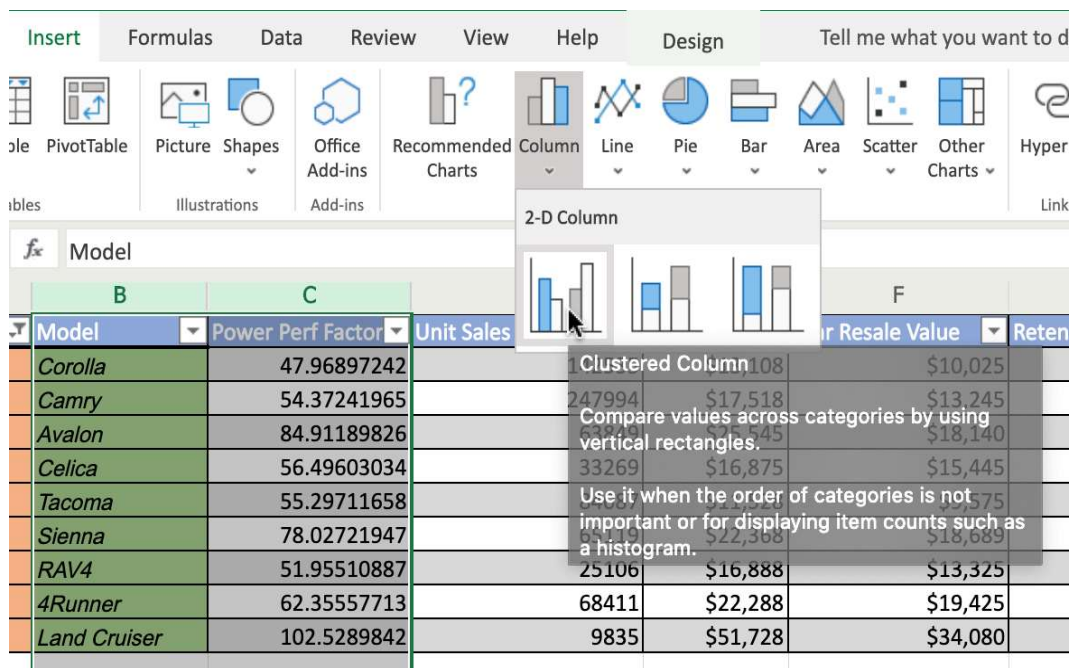 Insert Formulas Data Review View Help Design Tell me what you want to d
PivotTable Picture Shapes Office Add-ins Recommended Charts Column Line Pie Bar Area Scatter Other Charts Hyper
ables Illustrations Add-ins Link
2-D Column
fx Model
B C F
Model Power Perf Factor Unit Sales ar Resale Value Reten
Corolla 47.96897242 $10,025
Camry 54.37241965 247994 $17,518 $13,245
Avalon 84.91189826 63849 $25,545 $18,140
Celica 56.49603034 33269 $16,875 $15,445
Tacoma 55.29711658
Sienna 78.02721947 65119 $22,368 $18,689
RAV4 51.95510887 25106 $16,888 $13,325
4Runner 62.35557713 68411 $22,288 $19,425
Land Cruiser 102.5289842 9835 $51,728 $34,080
Clustered Column
Compare values across categories by using
vertical rectangles.
Use it when the order of categories is not
important or for displaying item counts such as
a histogram.